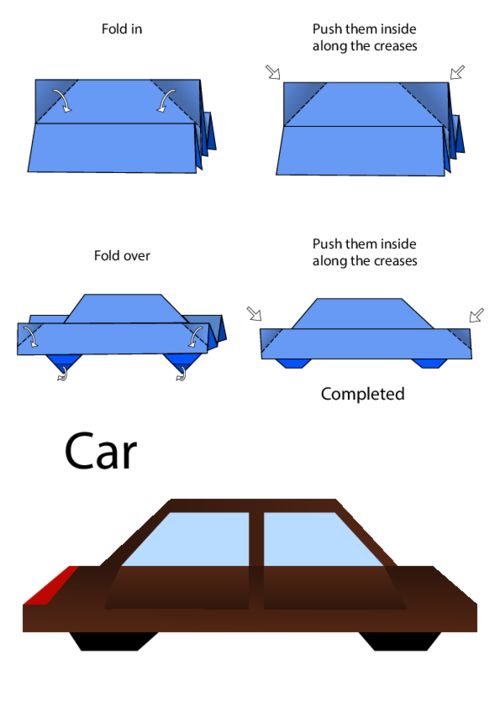 Fold in
Push them inside
along the creases
Fold over
Push them inside
along the creases
Completed
Car